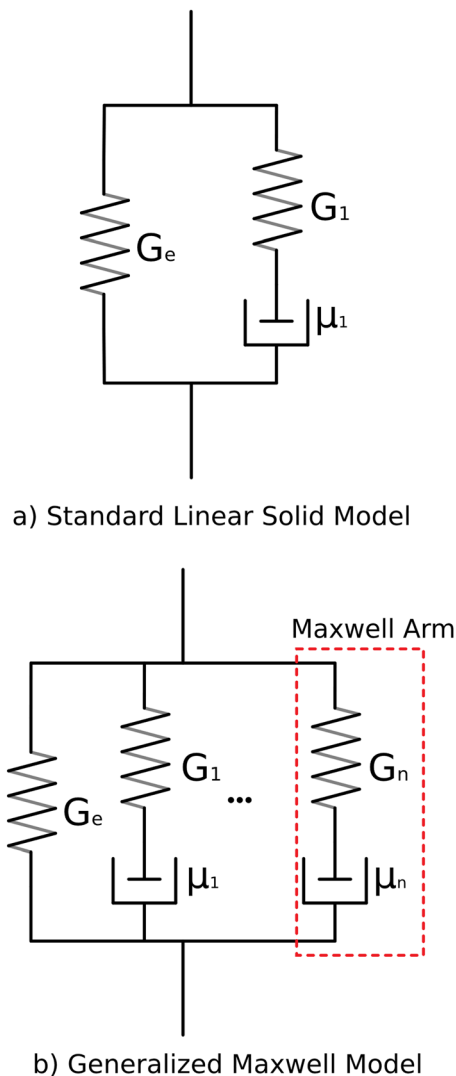 G1
Ge
μ1
a) Standard Linear Solid Model
Maxwell Arm
G1
Gn
...
Ge
μ1
μn
b) Generalized Maxwell Model